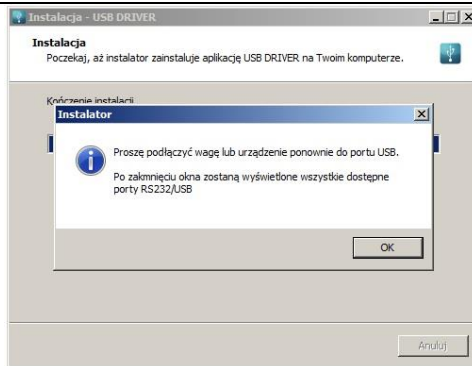 Instalacja - USB DRIVER
Instalacja
Poczekaj, aż instalator zainstaluje aplikację USB DRIVER na Twoim komputerze.
Kończenie instalacji
Instalator
Proszę podłączyć wagę lub urządzenie ponownie do portu USB.
Po zakmnięciu okna zostaną wyświetlone wszystkie dostępne
porty RS232/USB
OK
Anuluj